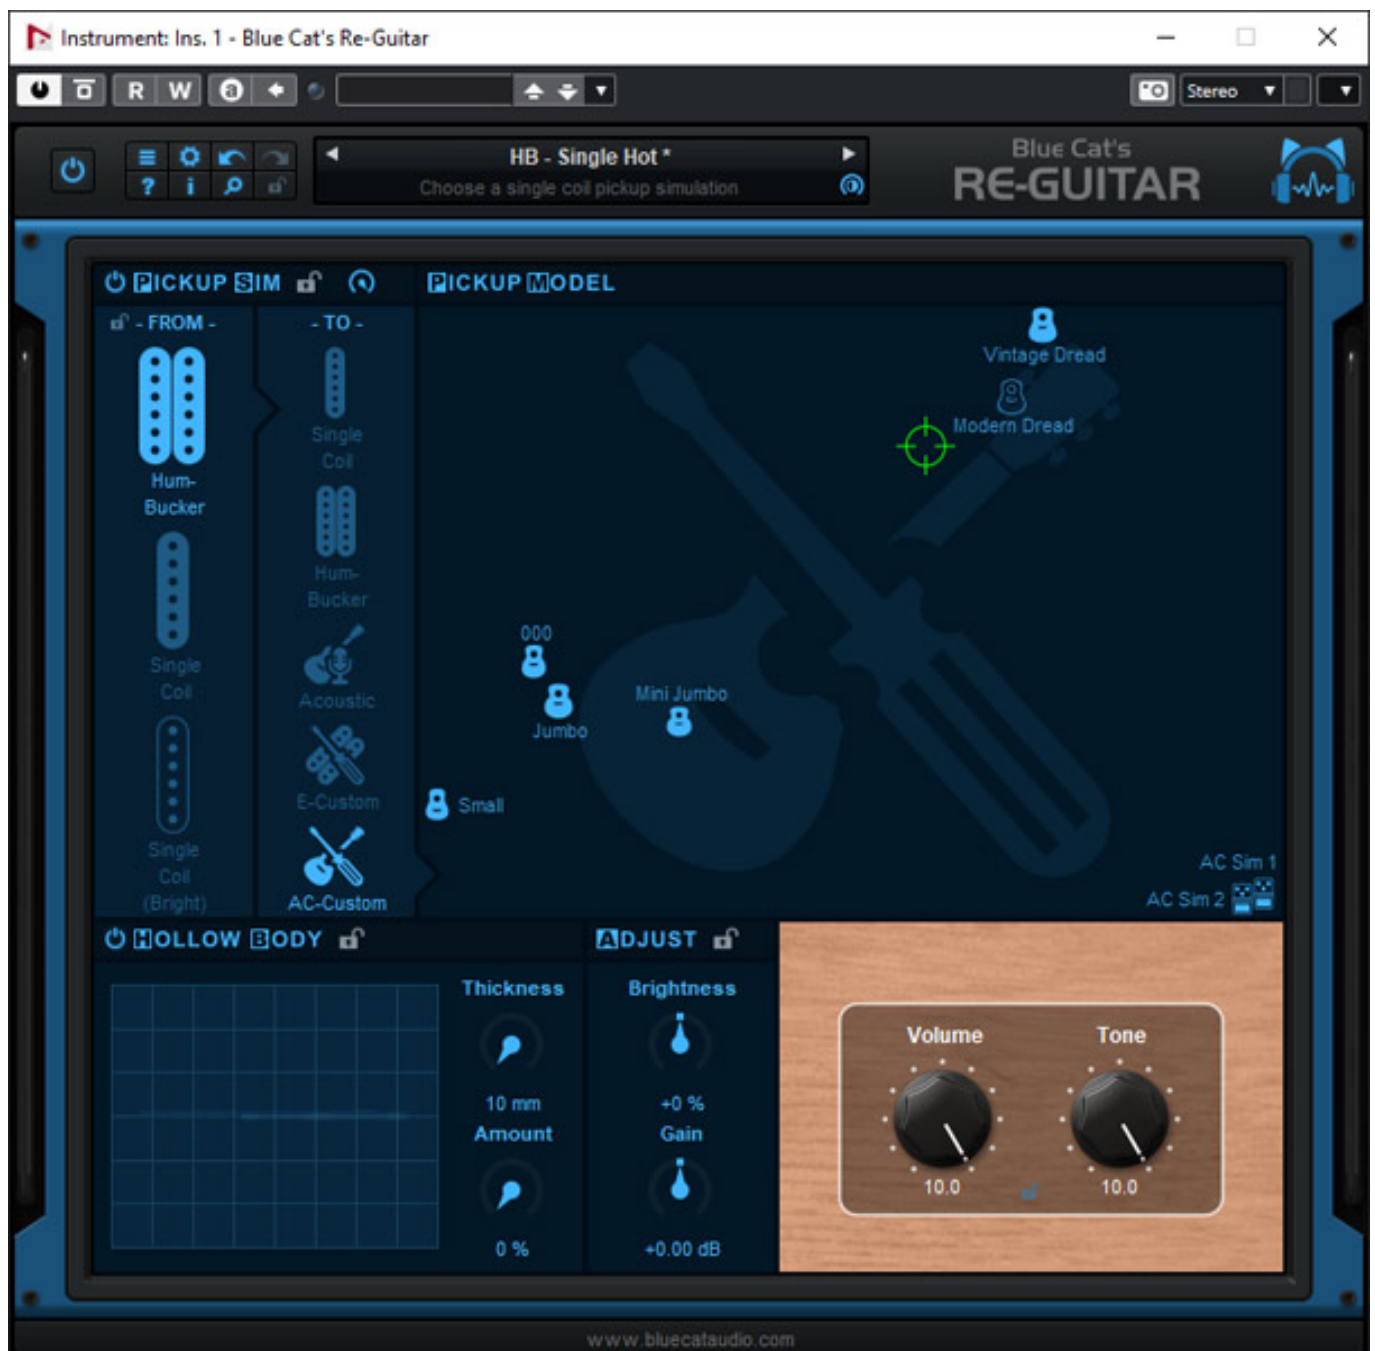 Instrument: Ins. 1 - Blue Cat's Re-Guitar
R W a
Stereo
HB - Single Hot *
Choose a single coil pickup simulation
Blue Cat's
RE-GUITAR
? i
PICKUP SIM
PICKUP MODEL
- FROM -
- TO -
Hum-
Bucker
Single
Coil
Single
Coil
(Bright)
Single
Coil
Hum-
Bucker
Acoustic
BA
BB
E-Custom
AC-Custom
Vintage Dread
Modern Dread
000
Jumbo
Mini Jumbo
Small
AC Sim 1
AC Sim 2
HOLLOW BODY
Thickness
10 mm
Amount
0 %
ADJUST
Brightness
+0 %
Gain
+0.00 dB
Volume
10.0
Tone
10.0
www.bluecataudio.com